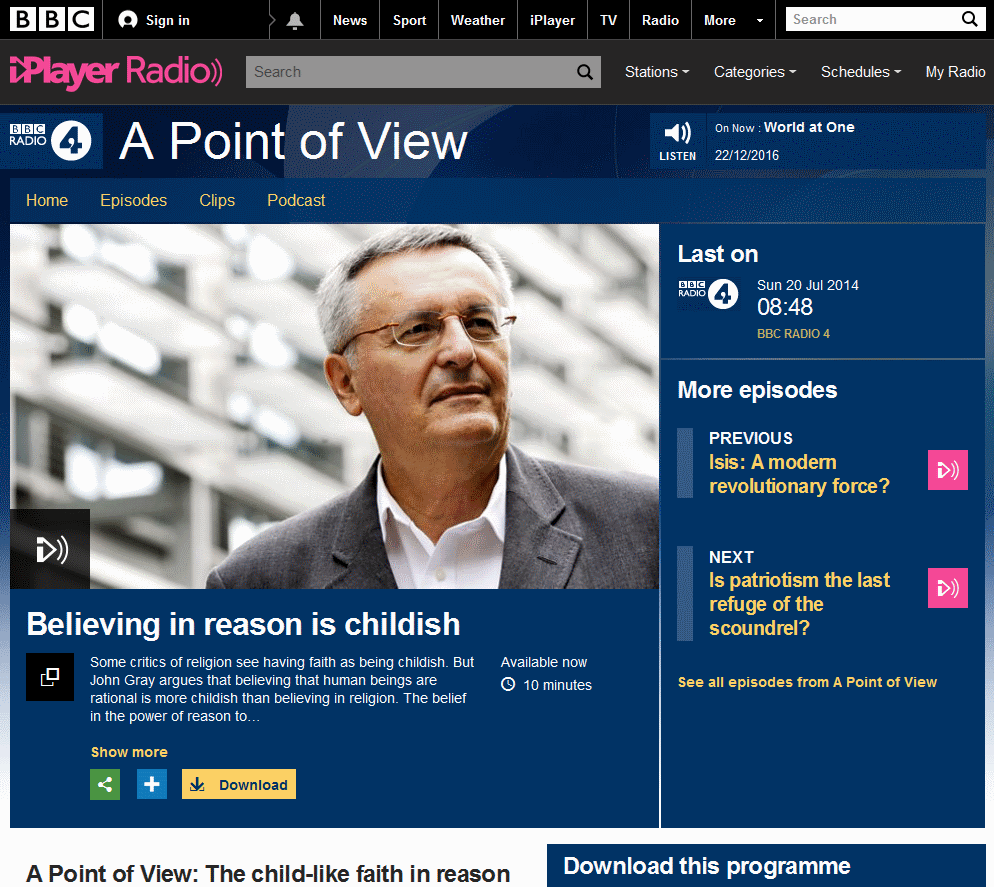 BBC Sign in News Sport Weather iPlayer TV Radio More Search
iPlayer Radio Search Stations Categories Schedules My Radio
BBC RADIO 4
A Point of View
LISTEN
On Now : World at One
22/12/2016
Home Episodes Clips Podcast
Believing in reason is childish
Some critics of religion see having faith as being childish. But
John Gray argues that believing that human beings are
rational is more childish than believing in religion. The belief
in the power of reason to…
Available now
10 minutes
Show more
Download
Last on
BBC RADIO 4
Sun 20 Jul 2014
08:48
BBC RADIO 4
More episodes
PREVIOUS
Isis: A modern
revolutionary force?
NEXT
Is patriotism the last
refuge of the
scoundrel?
See all episodes from A Point of View
A Point of View: The child-like faith in reason
Download this programme